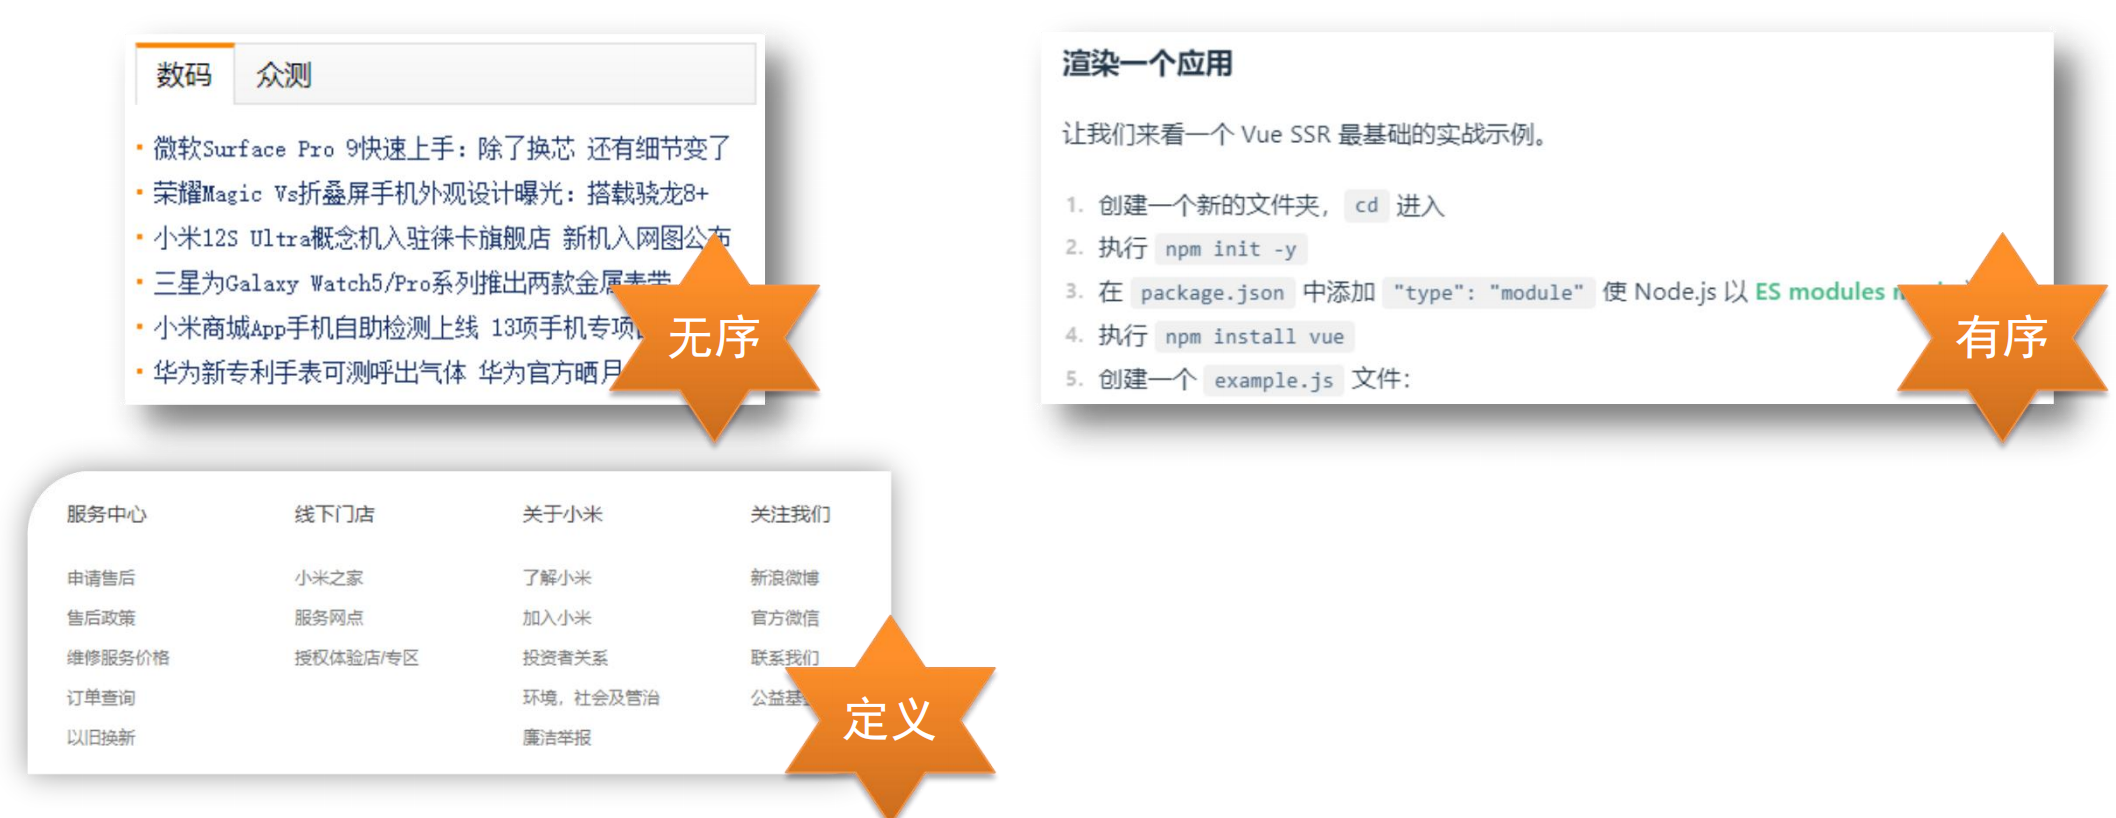 数码 众测
微软Surface Pro 9快速上手：除了换芯 还有细节变了
荣耀Magic Vs折叠屏手机外观设计曝光：搭载骁龙8+
小米12S Ultra概念机入驻徕卡旗舰店 新机入网图公布
三星为Galaxy Watch5/Pro系列推出两款金属表带
小米商城App手机自助检测上线 13项手机专项
华为新专利手表可测呼出气体 华为官方晒月
无序
渲染一个应用
让我们来看一个 Vue SSR 最基础的实战示例。
1. 创建一个新的文件夹， cd 进入
2. 执行 npm init -y
3. 在 package.json 中添加 "type": "module" 使 Node.js 以 ES modules
4. 执行 npm install vue
5. 创建一个 example.js 文件：
有序
服务中心 线下门店 关于小米 关注我们
申请售后 小米之家 了解小米 新浪微博
售后政策 服务网点 加入小米 官方微信
维修服务价格 授权体验店/专区 投资者关系 联系我们
订单查询 环境，社会及管治 公益基
以旧换新 廉洁举报
定义